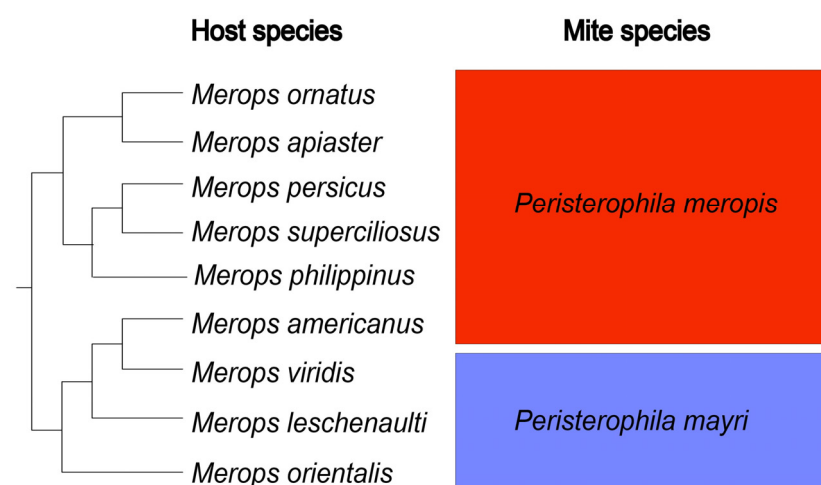 Host species
Mite species
Merops ornatus
Merops apiaster
Merops persicus
Peristerophila meropis
Merops superciliosus
Merops philippinus
Merops americanus
Merops viridis
Merops leschenaulti
Peristerophila mayri
Merops orientalis